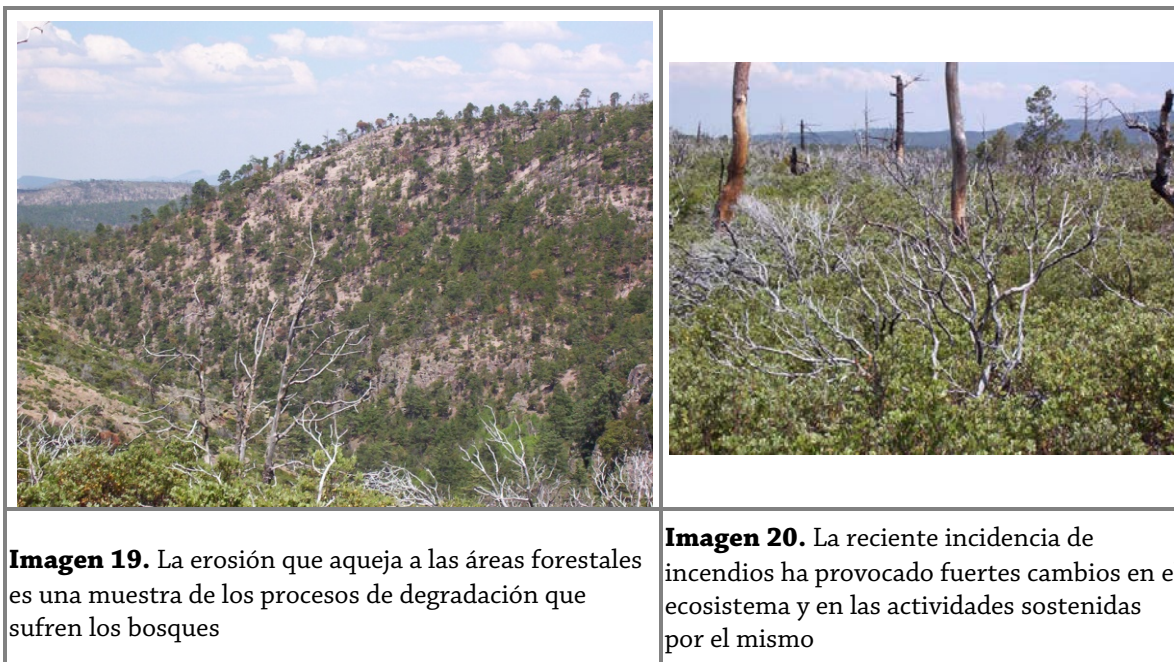 Imagen 19. La erosión que aqueja a las áreas forestales
es una muestra de los procesos de degradación que
sufren los bosques
Imagen 20. La reciente incidencia de
incendios ha provocado fuertes cambios en e
ecosistema y en las actividades sostenidas
por el mismo